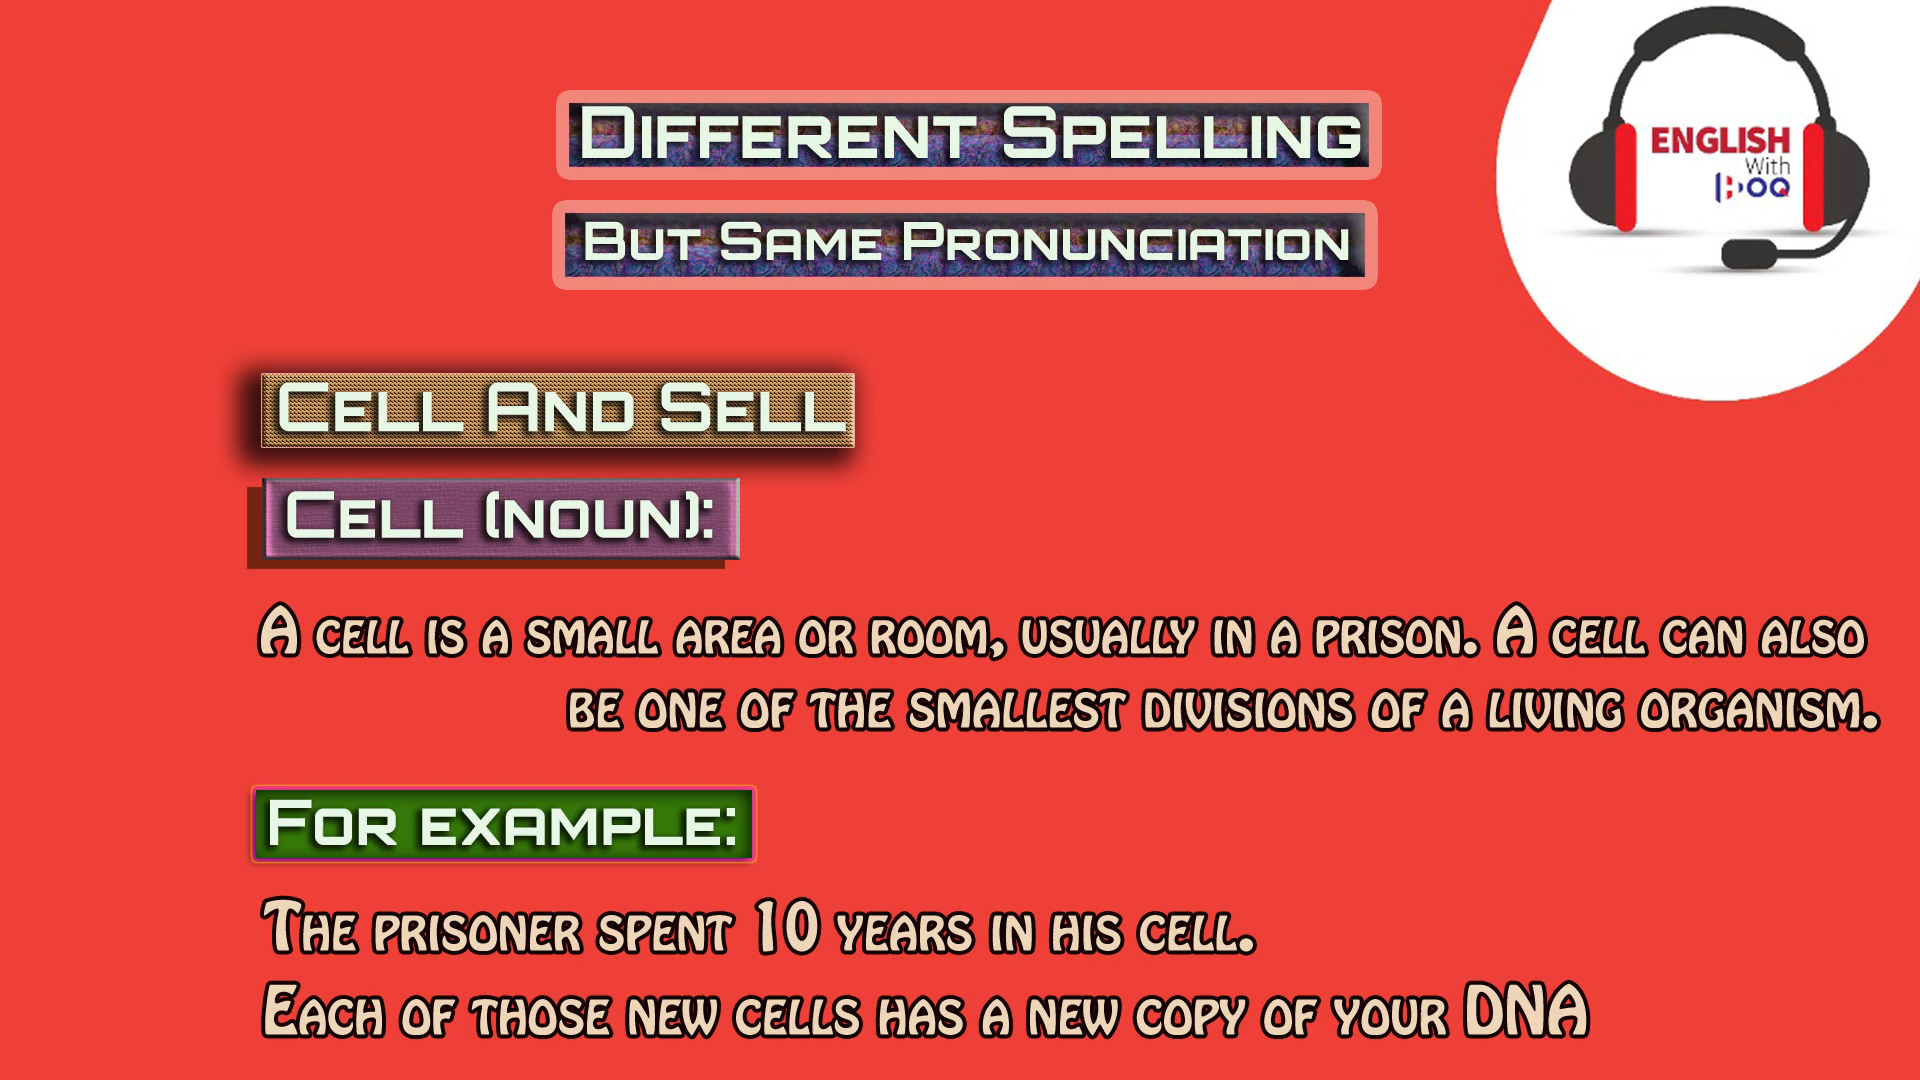 Different Spelling
But Same Pronunciation
ENGLISH
With
Cell And Sell
Cell (noun):
A cell is a small area or room, usually in a prison. A cell can also
be one of the smallest divisions of a living organism.
For example:
The prisoner spent 10 years in his cell.
Each of those new cells has a new copy of your DNA